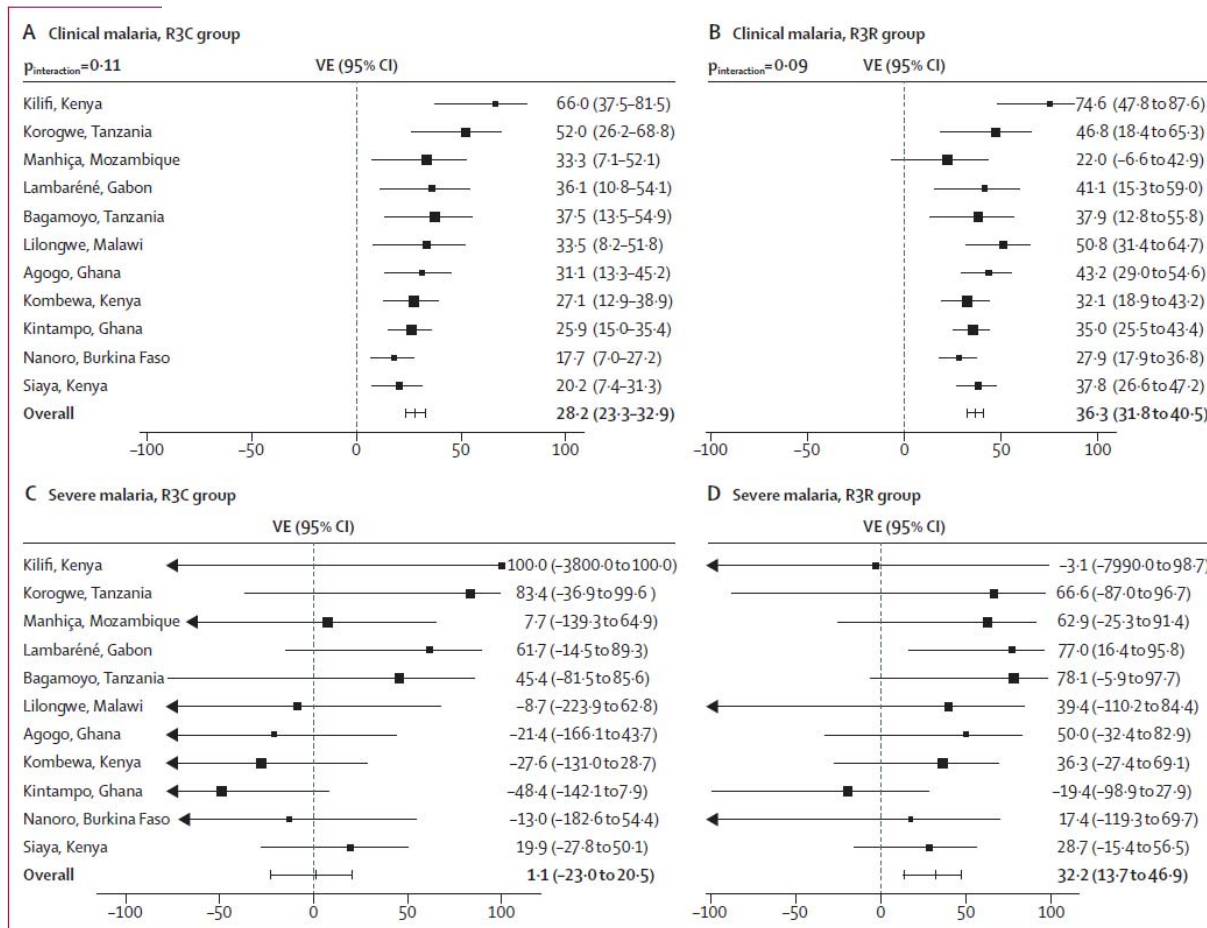 A Clinical malaria, R3C group
pinteraction=0·11 VE (95% CI)
Kilifi, Kenya 66·0 (37·5–81·5)
Korogwe, Tanzania 52·0 (26·2–68·8)
Manhiça, Mozambique 33·3 (7·1–52·1)
Lambaréné, Gabon 36·1 (10·8–54·1)
Bagamoyo, Tanzania 37·5 (13·5–54·9)
Lilongwe, Malawi 33·5 (8·2–51·8)
Agogo, Ghana 31·1 (13·3–45·2)
Kombewa, Kenya 27·1 (12·9–38·9)
Kintampo, Ghana 25·9 (15·0–35·4)
Nanoro, Burkina Faso 17·7 (7·0–27·2)
Siaya, Kenya 20·2 (7·4–31·3)
Overall 28·2 (23·3–32·9)
–100 –50 0 50 100
B Clinical malaria, R3R group
pinteraction=0·09 VE (95% CI)
74·6 (47·8 to 87·6)
46·8 (18·4 to 65·3)
22·0 (–6·6 to 42·9)
41·1 (15·3 to 59·0)
37·9 (12·8 to 55·8)
50·8 (31·4 to 64·7)
43·2 (29·0 to 54·6)
32·1 (18·9 to 43·2)
35·0 (25·5 to 43·4)
27·9 (17·9 to 36·8)
37·8 (26·6 to 47·2)
36·3 (31·8 to 40·5)
–100 –50 0 50 100
C Severe malaria, R3C group
VE (95% CI)
Kilifi, Kenya 100·0 (–3800·0 to 100·0)
Korogwe, Tanzania 83·4 (–36·9 to 99·6 )
Manhiça, Mozambique 7·7 (–139·3 to 64·9)
Lambaréné, Gabon 61·7 (–14·5 to 89·3)
Bagamoyo, Tanzania 45·4 (–81·5 to 85·6)
Lilongwe, Malawi –8·7 (–223·9 to 62·8)
Agogo, Ghana –21·4 (–166·1 to 43·7)
Kombewa, Kenya –27·6 (–131·0 to 28·7)
Kintampo, Ghana –48·4 (–142·1 to 7·9)
Nanoro, Burkina Faso –13·0 (–182·6 to 54·4)
Siaya, Kenya 19·9 (–27·8 to 50·1)
Overall 1·1 (–23·0 to 20·5)
–100 –50 0 50 100
D Severe malaria, R3R group
VE (95% CI)
–3·1 (–7990·0 to 98·7)
66·6 (–87·0 to 96·7)
62·9 (–25·3 to 91·4)
77·0 (16·4 to 95·8)
78·1 (–5·9 to 97·7)
39·4 (–110·2 to 84·4)
50·0 (–32·4 to 82·9)
36·3 (–27·4 to 69·1)
–19·4 (–98·9 to 27·9)
17·4 (–119·3 to 69·7)
28·7 (–15·4 to 56·5)
32·2 (13·7 to 46·9)
–100 –50 0 50 100